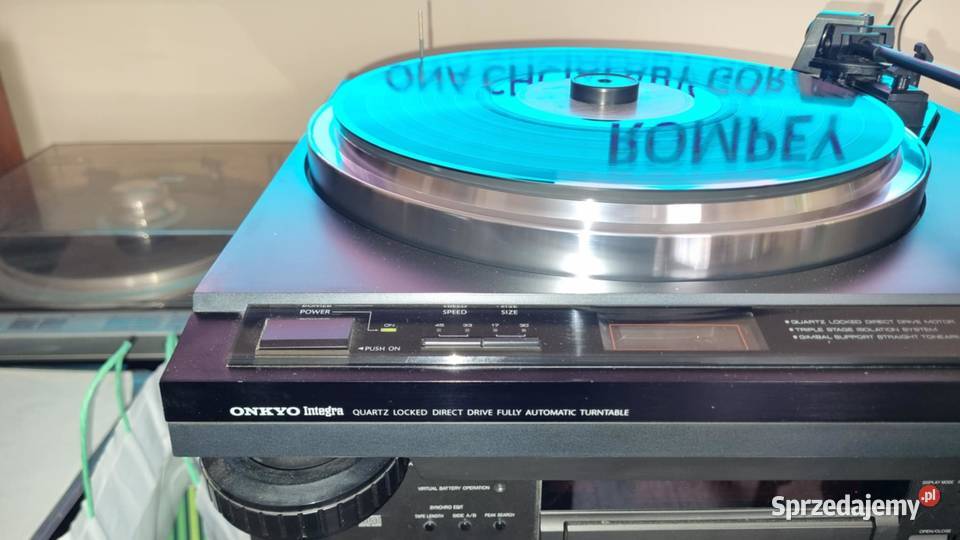 ONA CHCIAŁABY GÓR
ROMPEY
POWER
ON
◄PUSH ON
SPEED
45 33
SIZE
17 30
QUARTZ LOCKED DIRECT DRIVE MOTOR
TRIPLE STAGE ISOLATION SYSTEM
GIMBAL SUPPORT STRAIGHT TONEARM
ONKYO Integra QUARTZ LOCKED DIRECT DRIVE FULLY AUTOMATIC TURNTABLE
VIRTUAL BATTERY OPERATION
SYNCHRO EDIT
TAPE LENGTH SIDE A/B PEAK SEARCH
DISPLAY MODE
OPEN/CLOSE
Sprzedajemy.pl